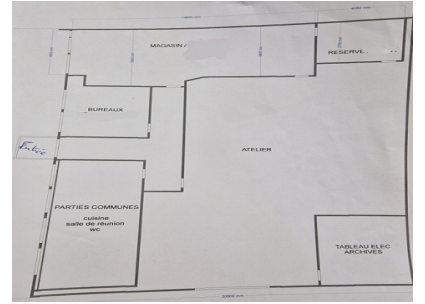 MAGASIN
RESERVE
BUREAUX
Entrée
ATELIER
PARTIES COMMUNES
cuisine
salle de réunion
wc
TABLEAU ELEC
ARCHIVES